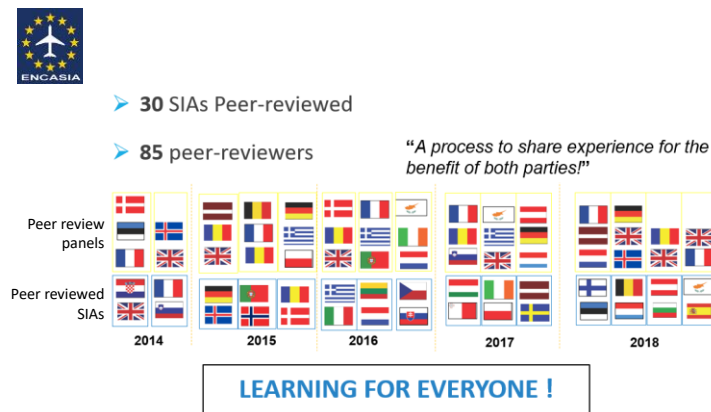 ENCASIA
➢ 30 SIAs Peer-reviewed
➢ 85 peer-reviewers
“A process to share experience for the
benefit of both parties!”
Peer review
panels
Peer reviewed
SIAs
2014 2015 2016 2017 2018
LEARNING FOR EVERYONE !